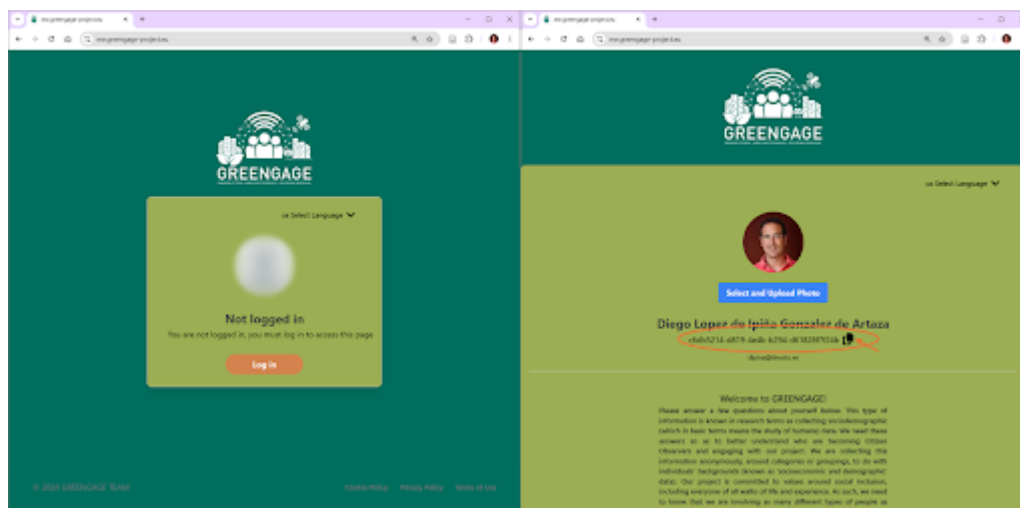 GREENGAGE
Select Language
Not logged in
You are not logged in, you must log in to access this page
Log in
© 2024 GREENGAGE TEAM
Cookie Policy
Privacy Policy
Terms of Use
GREENGAGE
Select Language
Select and Upload Photo
Diego Lopez de Ipiña Gonzalez de Artaza
Welcome to GREENGAGE!
Please answer a few questions about yourself below. This type of
information is known in research terms as collecting sociodemographic
(which in basic terms means the study of humans) data. We need these
answers so as to better understand who are becoming Citizen
Observers and engaging with our project. We are collecting this
information anonymously, around categories or groupings, to do with
individuals' backgrounds (known as 'socioeconomic and demographic'
data). Our project is committed to values around social inclusion,
including everyone of all walks of life and experience. As such, we need
to know that we are involving as many different types of people as